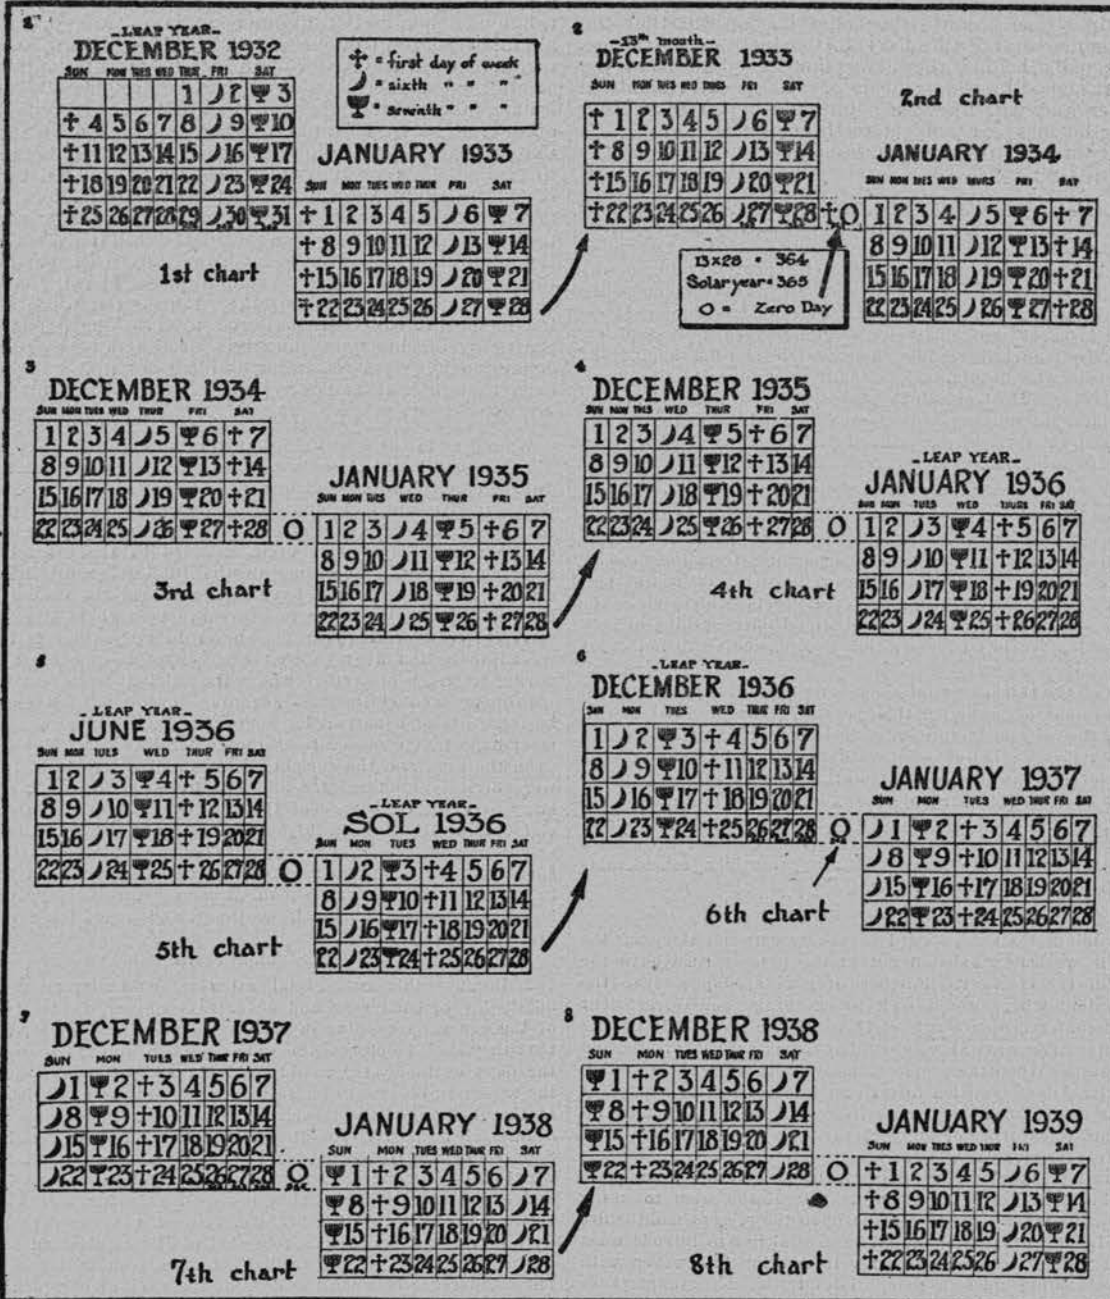 1
-LEAP YEAR-
DECEMBER 1932
SUN MON TUES WED THUR FRI SAT
1 2 3
4 5 6 7 8 9 10
11 12 13 14 15 16 17
18 19 20 21 22 23 24
25 26 27 28 29 30 31
= first day of week
= sixth " " "
= seventh " " "
JANUARY 1933
SUN MON TUES WED THUR FRI SAT
1 2 3 4 5 6 7
8 9 10 11 12 13 14
15 16 17 18 19 20 21
22 23 24 25 26 27 28
1st chart
2
-13th month-
DECEMBER 1933
SUN MON TUES WED THURS FRI SAT
1 2 3 4 5 6 7
8 9 10 11 12 13 14
15 16 17 18 19 20 21
22 23 24 25 26 27 28 O
2nd chart
JANUARY 1934
SUN MON TUES WED THURS FRI SAT
1 2 3 4 5 6 7
8 9 10 11 12 13 14
15 16 17 18 19 20 21
22 23 24 25 26 27 28
13x28 = 364
Solar year = 365
O = Zero Day
3
DECEMBER 1934
SUN MON TUES WED THUR FRI SAT
1 2 3 4 5 6 7
8 9 10 11 12 13 14
15 16 17 18 19 20 21
22 23 24 25 26 27 28 O
JANUARY 1935
SUN MON TUES WED THUR FRI SAT
1 2 3 4 5 6 7
8 9 10 11 12 13 14
15 16 17 18 19 20 21
22 23 24 25 26 27 28
3rd chart
4
DECEMBER 1935
SUN MON TUES WED THUR FRI SAT
1 2 3 4 5 6 7
8 9 10 11 12 13 14
15 16 17 18 19 20 21
22 23 24 25 26 27 28 O
-LEAP YEAR-
JANUARY 1936
SUN MON TUES WED THURS FRI SAT
1 2 3 4 5 6 7
8 9 10 11 12 13 14
15 16 17 18 19 20 21
22 23 24 25 26 27 28
4th chart
5
-LEAP YEAR-
JUNE 1936
SUN MON TUES WED THUR FRI SAT
1 2 3 4 5 6 7
8 9 10 11 12 13 14
15 16 17 18 19 20 21
22 23 24 25 26 27 28 O
-LEAP YEAR-
SOL 1936
SUN MON TUES WED THUR FRI SAT
1 2 3 4 5 6 7
8 9 10 11 12 13 14
15 16 17 18 19 20 21
22 23 24 25 26 27 28
5th chart
6
-LEAP YEAR-
DECEMBER 1936
SUN MON TUES WED THUR FRI SAT
1 2 3 4 5 6 7
8 9 10 11 12 13 14
15 16 17 18 19 20 21
22 23 24 25 26 27 28 O
JANUARY 1937
SUN MON TUES WED THUR FRI SAT
1 2 3 4 5 6 7
8 9 10 11 12 13 14
15 16 17 18 19 20 21
22 23 24 25 26 27 28
6th chart
7
DECEMBER 1937
SUN MON TUES WED THUR FRI SAT
1 2 3 4 5 6 7
8 9 10 11 12 13 14
15 16 17 18 19 20 21
22 23 24 25 26 27 28 O
JANUARY 1938
SUN MON TUES WED THUR FRI SAT
1 2 3 4 5 6 7
8 9 10 11 12 13 14
15 16 17 18 19 20 21
22 23 24 25 26 27 28
7th chart
8
DECEMBER 1938
SUN MON TUES WED THUR FRI SAT
1 2 3 4 5 6 7
8 9 10 11 12 13 14
15 16 17 18 19 20 21
22 23 24 25 26 27 28 O
JANUARY 1939
SUN MON TUES WED THUR FRI SAT
1 2 3 4 5 6 7
8 9 10 11 12 13 14
15 16 17 18 19 20 21
22 23 24 25 26 27 28
8th chart